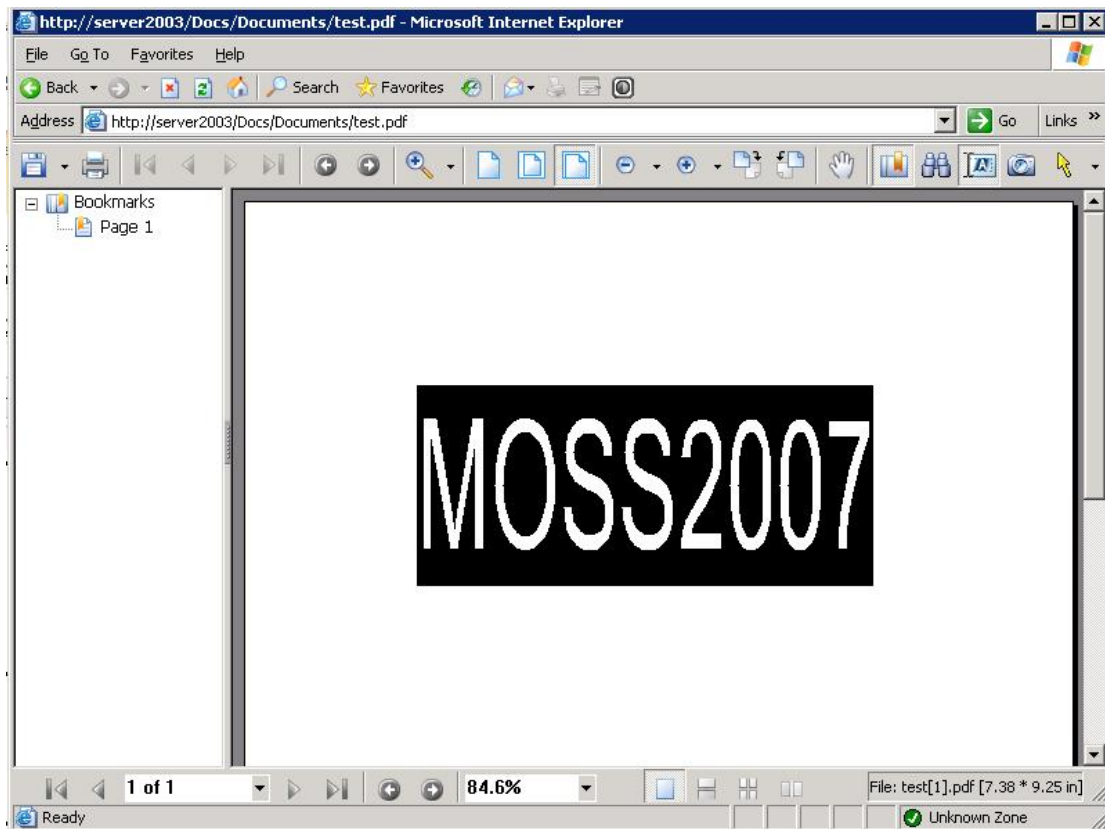 http://server2003/Docs/Documents/test.pdf - Microsoft Internet Explorer
File Go To Favorites Help
Back Search Favorites
Address http://server2003/Docs/Documents/test.pdf Go Links »
Bookmarks
Page 1
MOSS2007
1 of 1 84.6% File: test[1].pdf [7.38 * 9.25 in]
Ready Unknown Zone